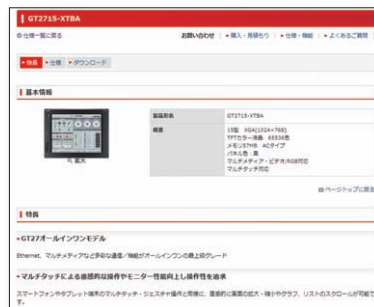 GT2715-XTBA
仕様一覧に戻る
お問い合わせ
購入・見積もり
仕様・機能
よくあるご質問
特長
仕様
ダウンロード
基本情報
製品形名
GT2715-XTBA
概要
15型 XGA(1024×768)
TFTカラー液晶 65536色
メモリ57MB ACタイプ
パネル色：黒
マルチメディア・ビデオ/RGB対応
マルチタッチ対応
拡大
ページトップに戻る
特長
GT27オールインワンモデル
Ethernet、マルチメディアなど多彩な通信／機能がオールインワンの最上位グレード
マルチタッチによる直感的な操作やモニター性能向上し操作性を追求
スマートフォンやタブレット端末のマルチタッチ・ジェスチャ操作と同様に、直感的に画面の拡大・縮小やグラフ、リストのスクロールが可能で
す。